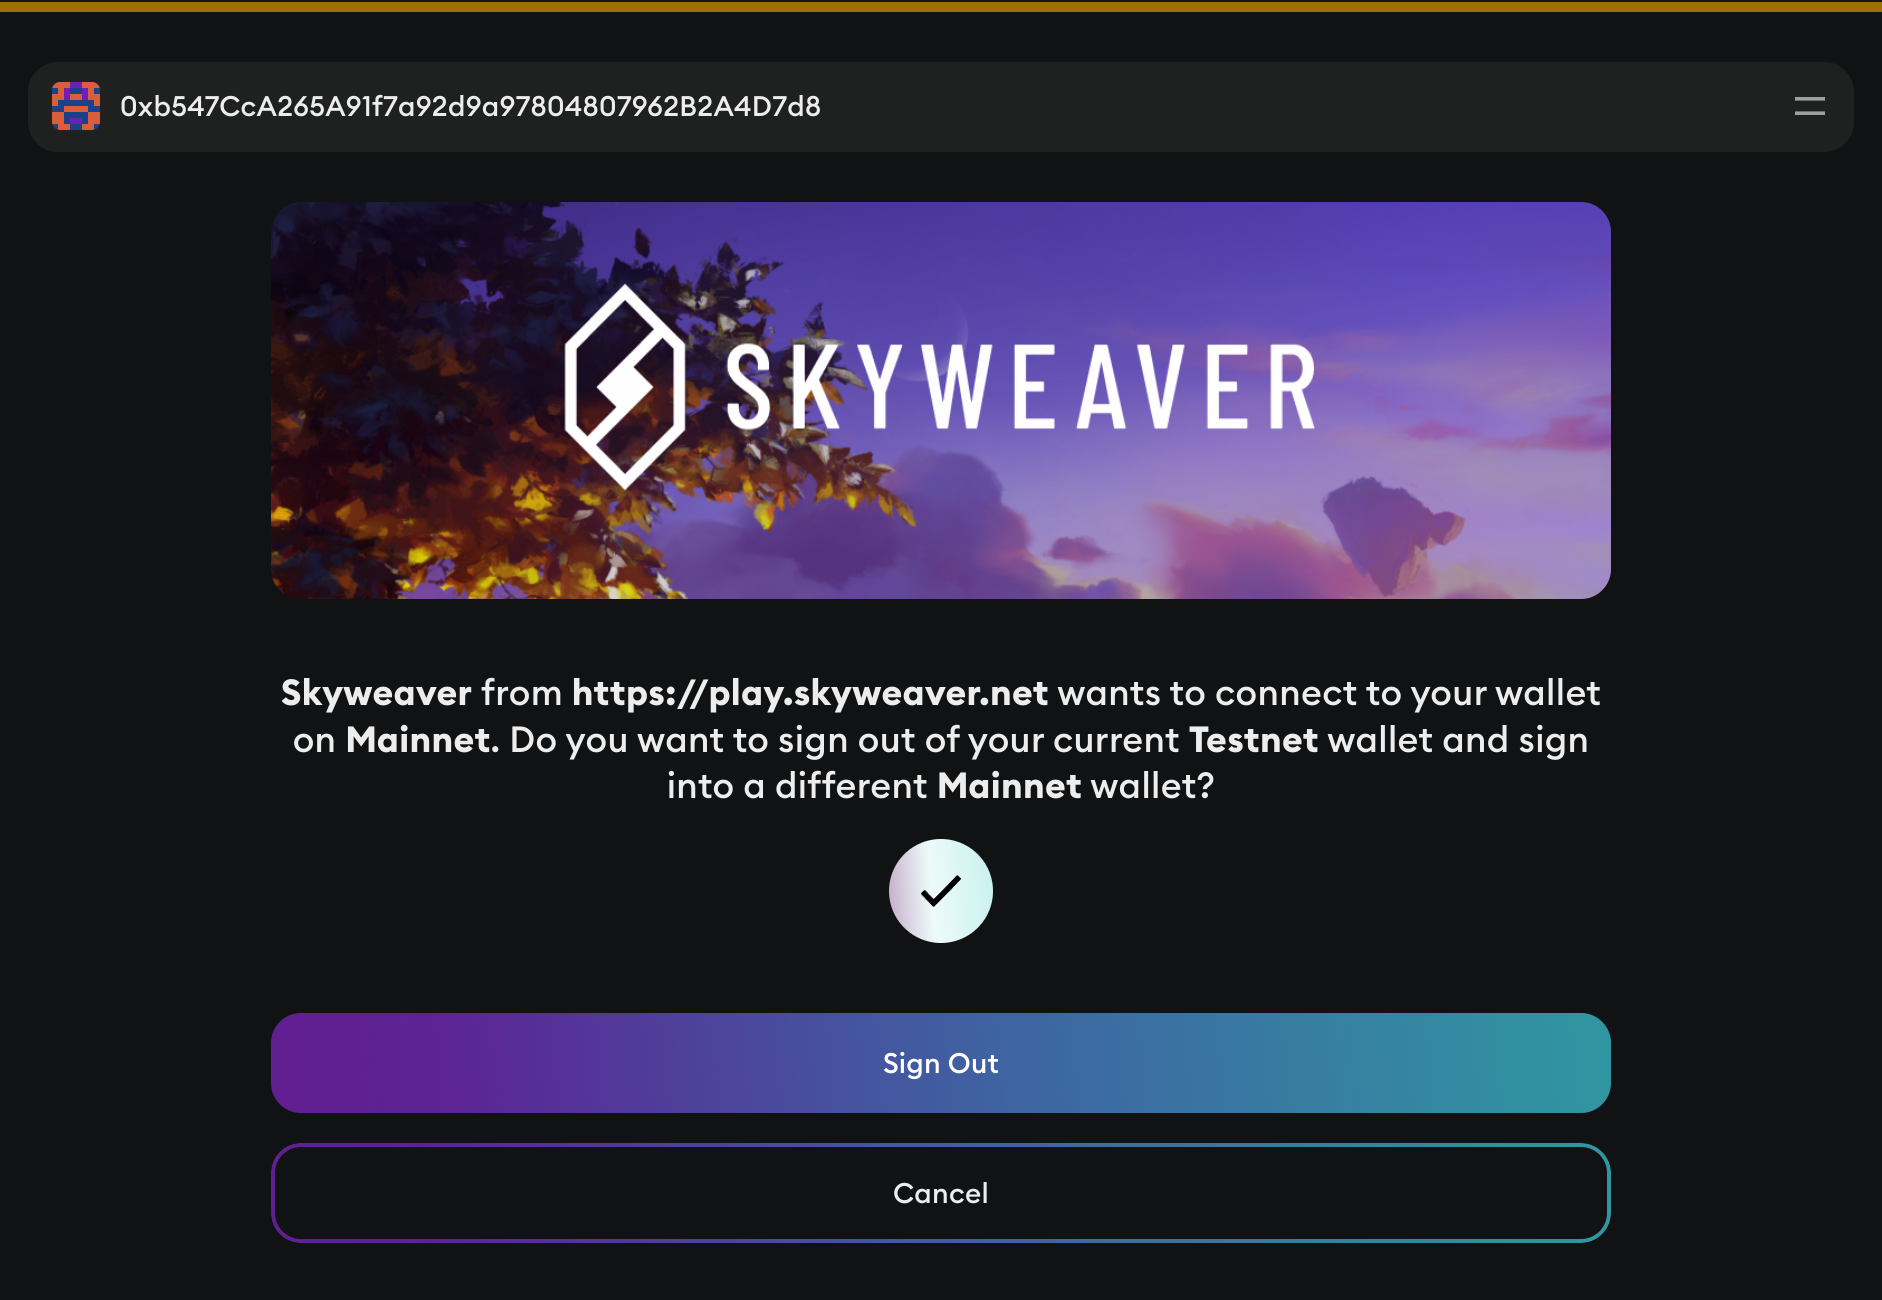 0xb547CcA265A91f7a92d9a97804807962B2A4D7d8
SKYWEAVER
Skyweaver from https://play.skyweaver.net wants to connect to your wallet
on Mainnet. Do you want to sign out of your current Testnet wallet and sign
into a different Mainnet wallet?
Sign Out
Cancel